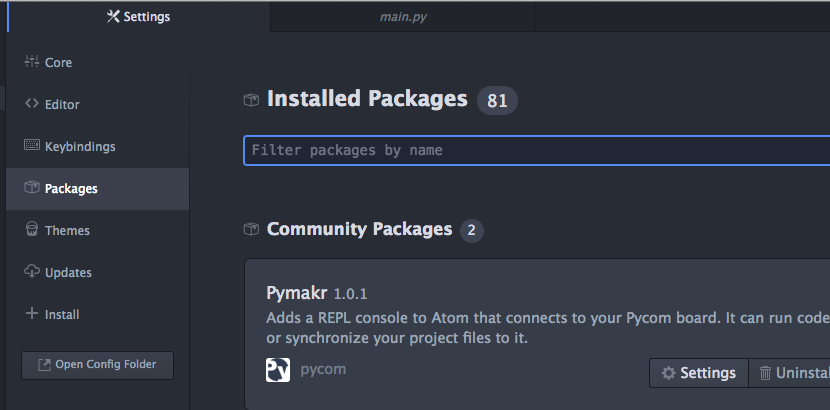 Settings
main.py
Core
Editor
Keybindings
Packages
Themes
Updates
Install
Open Config Folder
Installed Packages 81
Filter packages by name
Community Packages 2
Pymakr 1.0.1
Adds a REPL console to Atom that connects to your Pycom board. It can run code
or synchronize your project files to it.
Py pycom
Settings